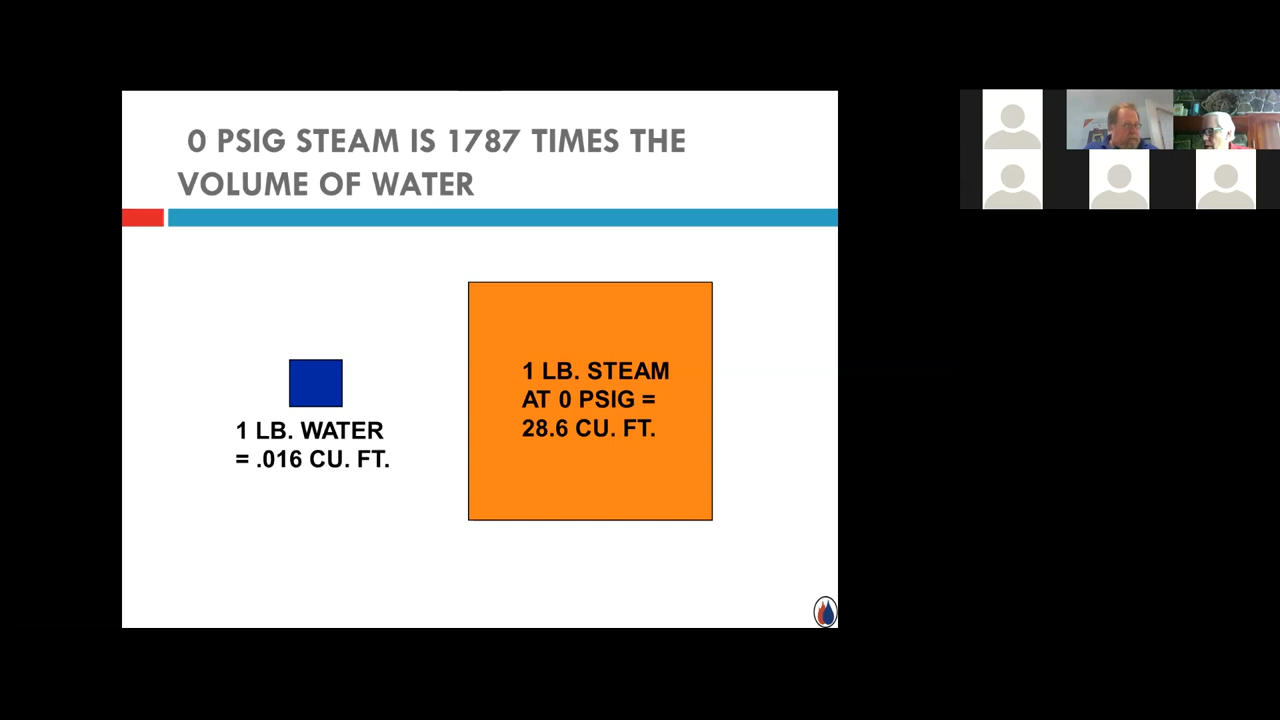 0 PSIG STEAM IS 1787 TIMES THE
VOLUME OF WATER
1 LB. WATER
= .016 CU. FT.
1 LB. STEAM
AT 0 PSIG =
28.6 CU. FT.